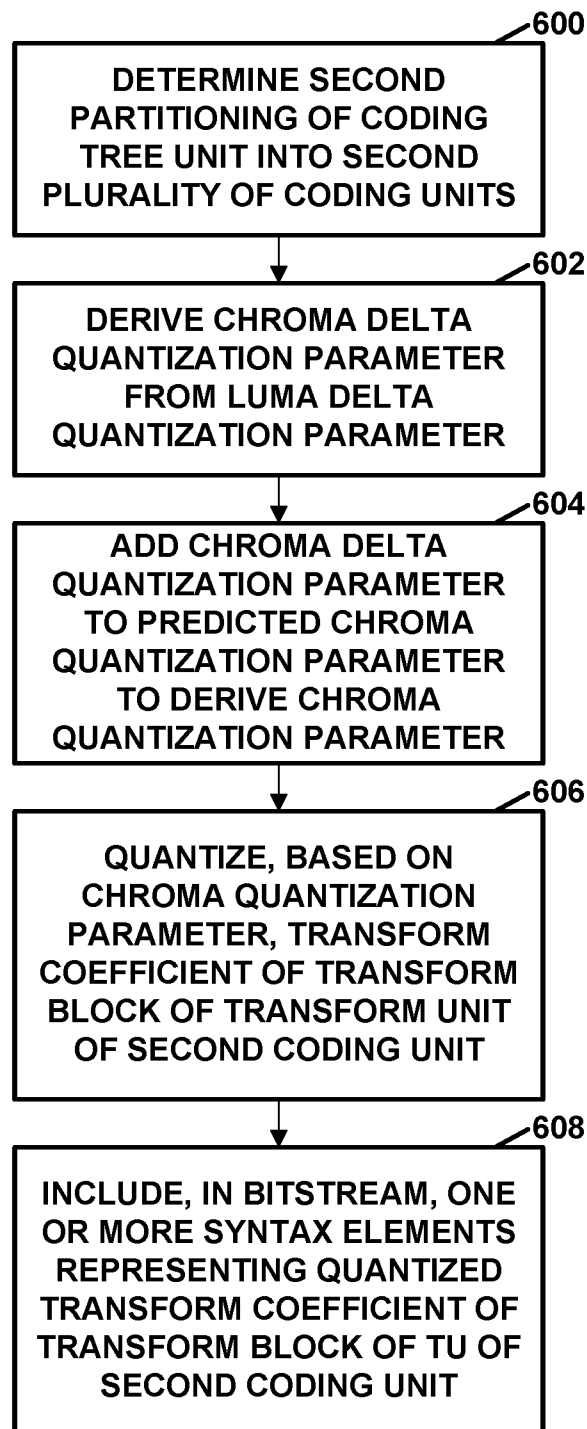 600
DETERMINE SECOND
PARTITIONING OF CODING
TREE UNIT INTO SECOND
PLURALITY OF CODING UNITS
602
DERIVE CHROMA DELTA
QUANTIZATION PARAMETER
FROM LUMA DELTA
QUANTIZATION PARAMETER
604
ADD CHROMA DELTA
QUANTIZATION PARAMETER
TO PREDICTED CHROMA
QUANTIZATION PARAMETER
TO DERIVE CHROMA
QUANTIZATION PARAMETER
606
QUANTIZE, BASED ON
CHROMA QUANTIZATION
PARAMETER, TRANSFORM
COEFFICIENT OF TRANSFORM
BLOCK OF TRANSFORM UNIT
OF SECOND CODING UNIT
608
INCLUDE, IN BITSTREAM, ONE
OR MORE SYNTAX ELEMENTS
REPRESENTING QUANTIZED
TRANSFORM COEFFICIENT OF
TRANSFORM BLOCK OF TU OF
SECOND CODING UNIT